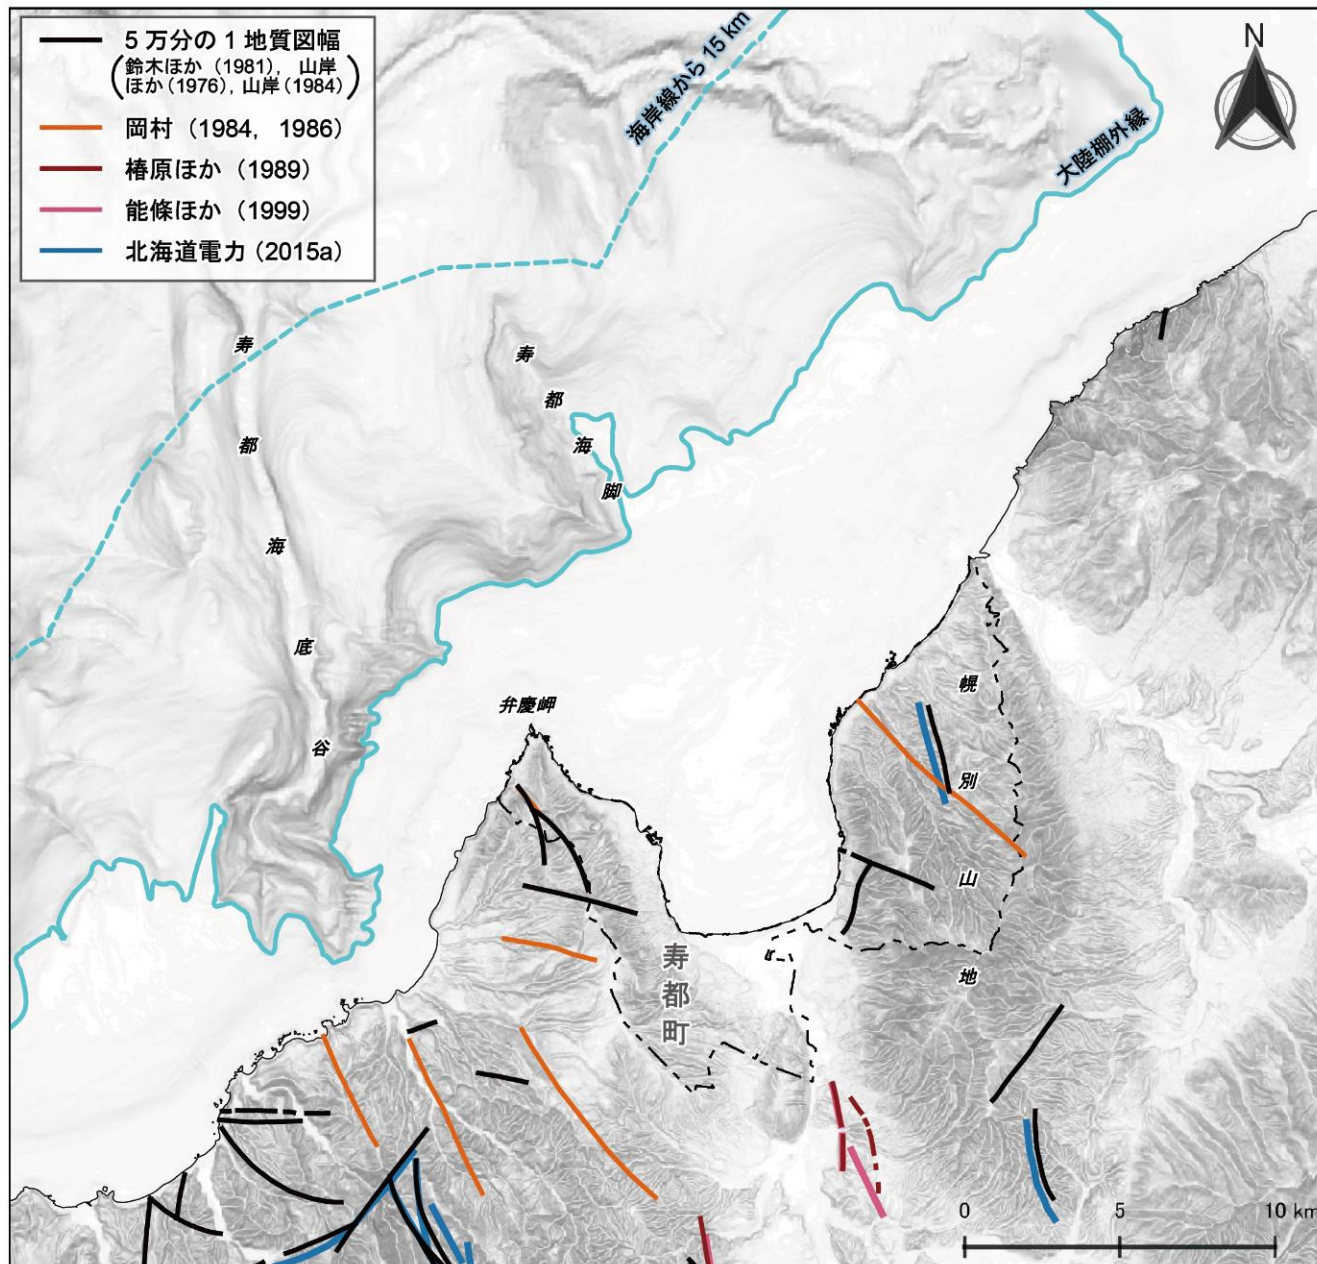 5万分の1地質図幅
(鈴木ほか (1981), 山岸
ほか(1976), 山岸(1984))
岡村 (1984, 1986)
椿原ほか (1989)
能條ほか (1999)
北海道電力 (2015a)
海岸線から 15 km
大陸棚外縁
N
寿都海底谷
寿都海脚
弁慶岬
幌別山地
寿都町
0 5 10 km